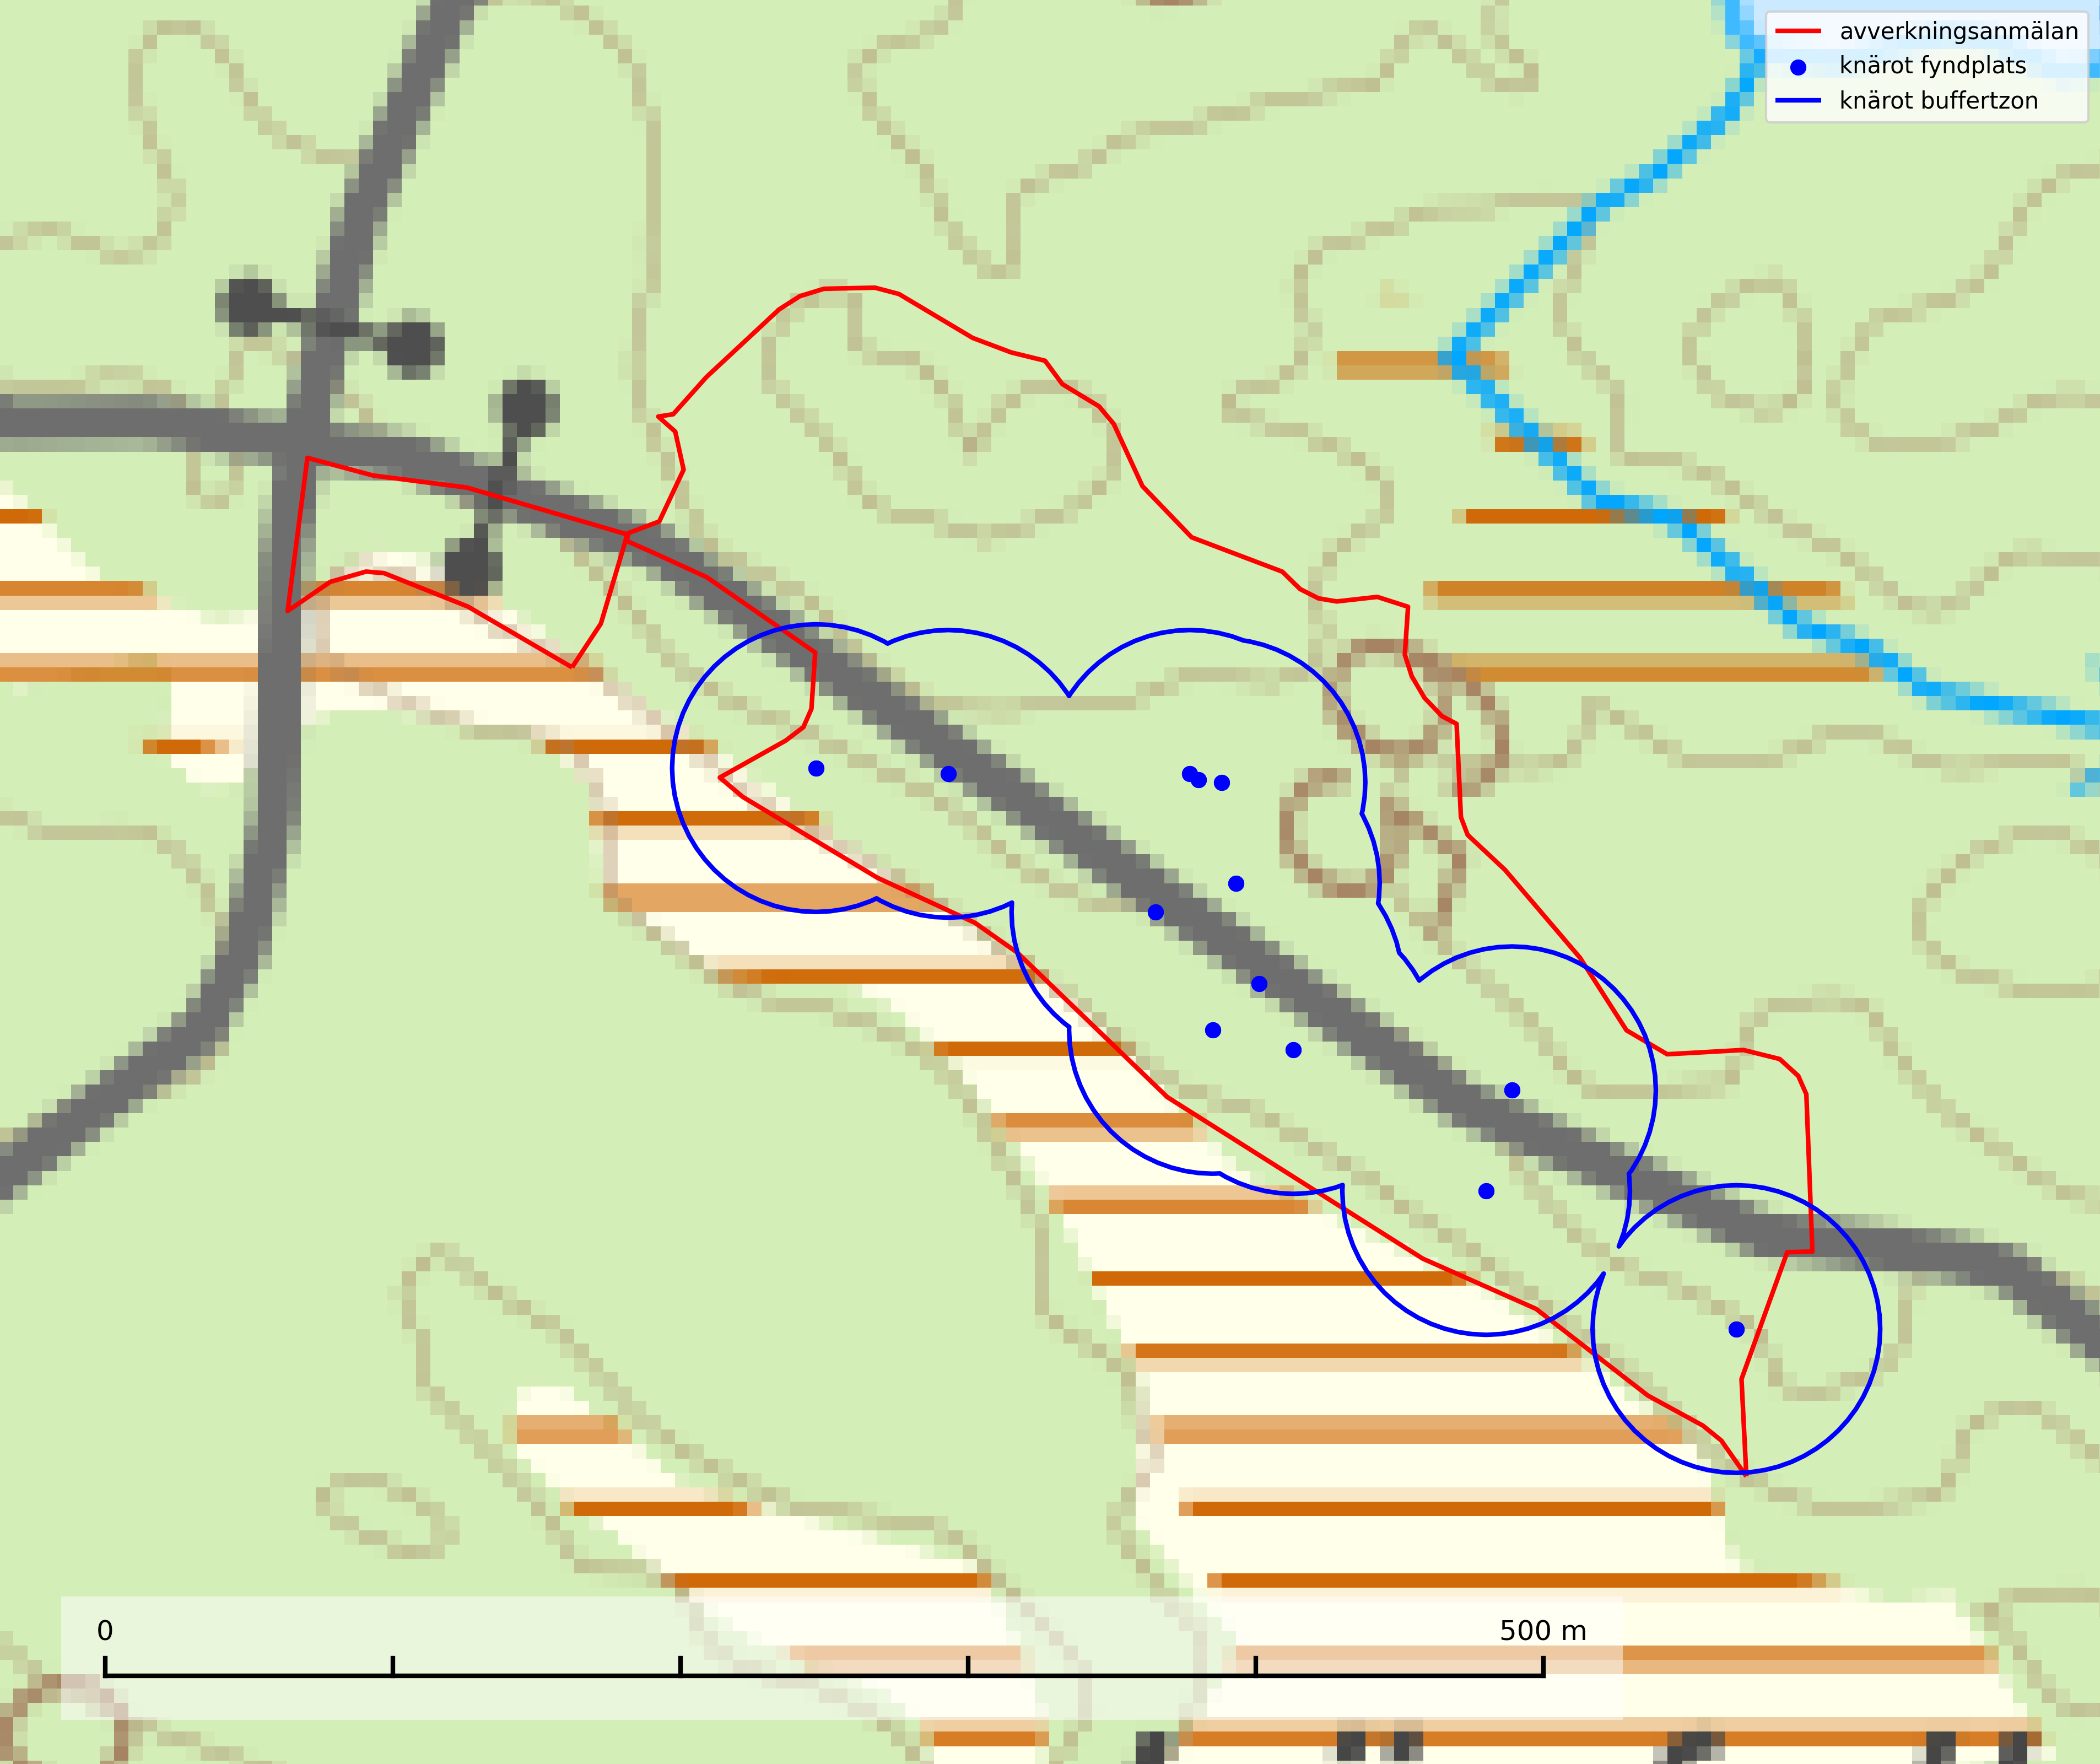 avverkningsanmälan
knärot fyndplats
knärot buffertzon
0
500 m